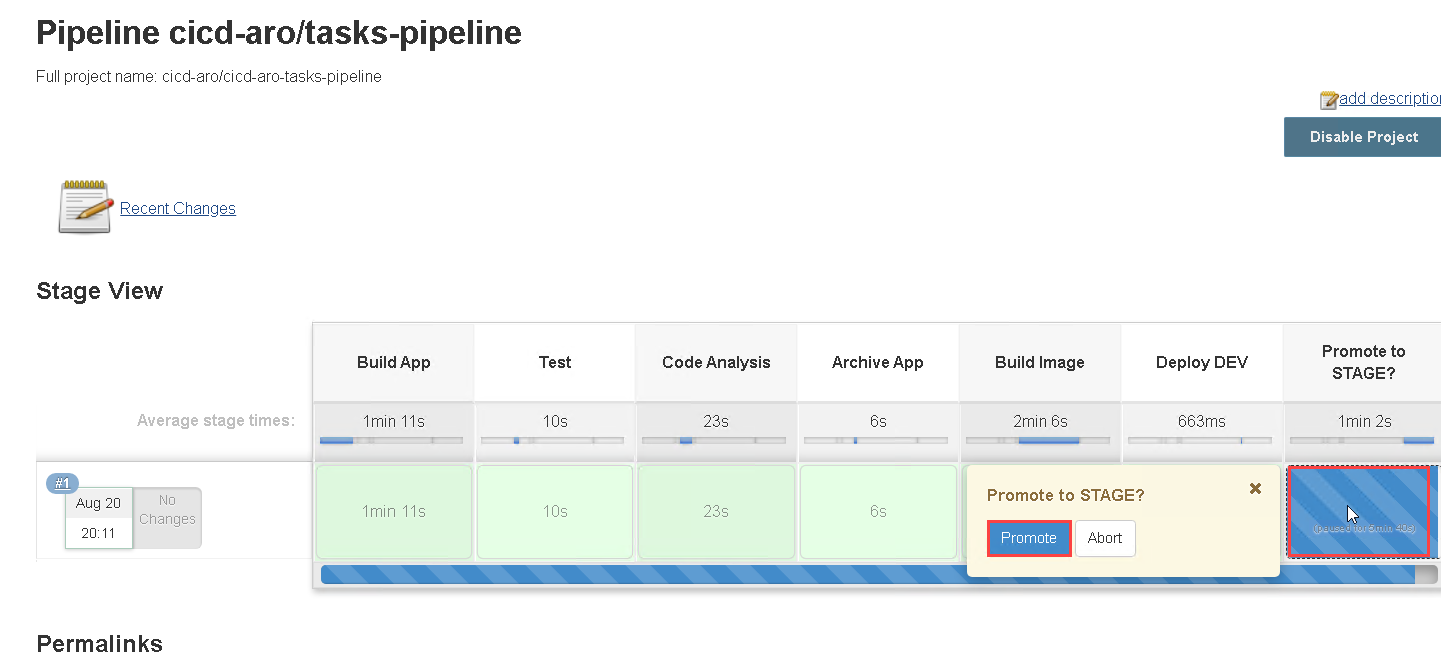 Pipeline cicd-aro/tasks-pipeline
Full project name: cicd-aro/cicd-aro-tasks-pipeline
add description
Disable Project
Recent Changes
Stage View
Build App
Test
Code Analysis
Archive App
Build Image
Deploy DEV
Promote to
STAGE?
Average stage times:
1min 11s
10s
23s
6s
2min 6s
663ms
1min 2s
#1
Aug 20
20:11
No
Changes
1min 11s
10s
23s
6s
Promote to STAGE?
Promote
Abort
(paused for 5min 40s)
Permalinks